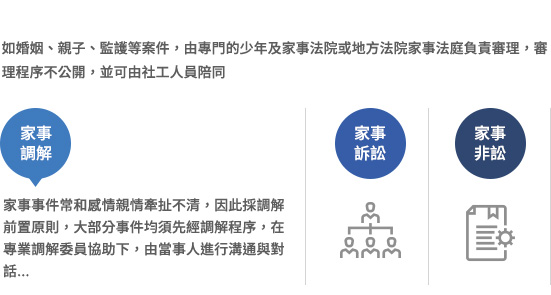 如婚姻、親子、監護等案件，由專門的少年及家事法院或地方法院家事法庭負責審理，審
理程序不公開，並可由社工人員陪同
家事
調解
家事事件常和感情親情牽扯不清，因此採調解
前置原則，大部分事件均須先經調解程序，在
專業調解委員協助下，由當事人進行溝通與對
話...
家事
訴訟
家事
非訟